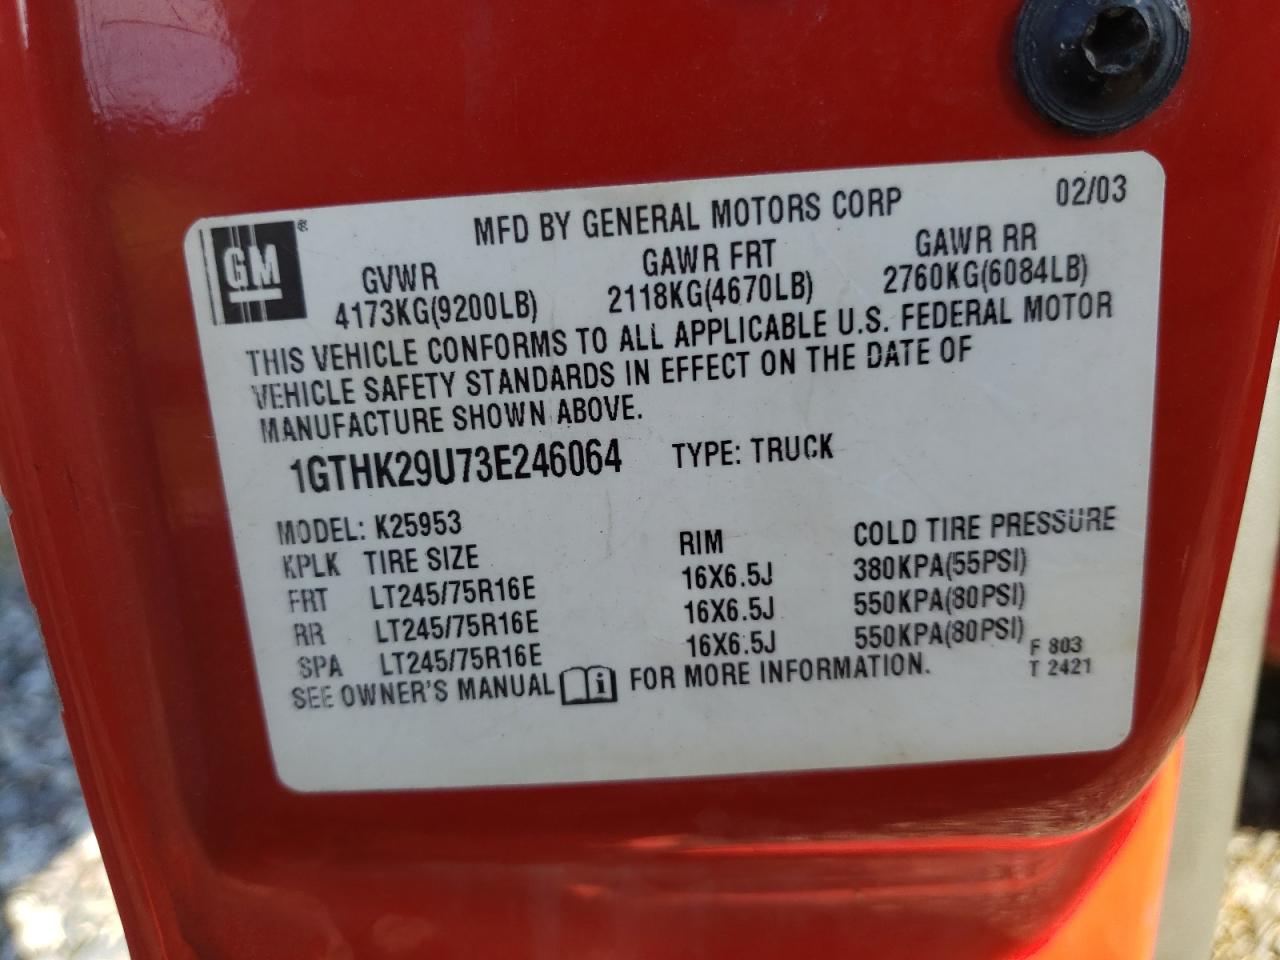 MFD BY GENERAL MOTORS CORP 02/03
GM ®
GVWR GAWR FRT GAWR RR
4173KG(9200LB) 2118KG(4670LB) 2760KG(6084LB)
THIS VEHICLE CONFORMS TO ALL APPLICABLE U.S. FEDERAL MOTOR
VEHICLE SAFETY STANDARDS IN EFFECT ON THE DATE OF
MANUFACTURE SHOWN ABOVE.
1GTHK29U73E246064 TYPE: TRUCK
MODEL: K25953
KPLK TIRE SIZE RIM COLD TIRE PRESSURE
FRT LT245/75R16E 16X6.5J 380KPA(55PSI)
RR LT245/75R16E 16X6.5J 550KPA(80PSI)
SPA LT245/75R16E 16X6.5J 550KPA(80PSI)
SEE OWNER'S MANUAL i FOR MORE INFORMATION.
F 803
T 2421